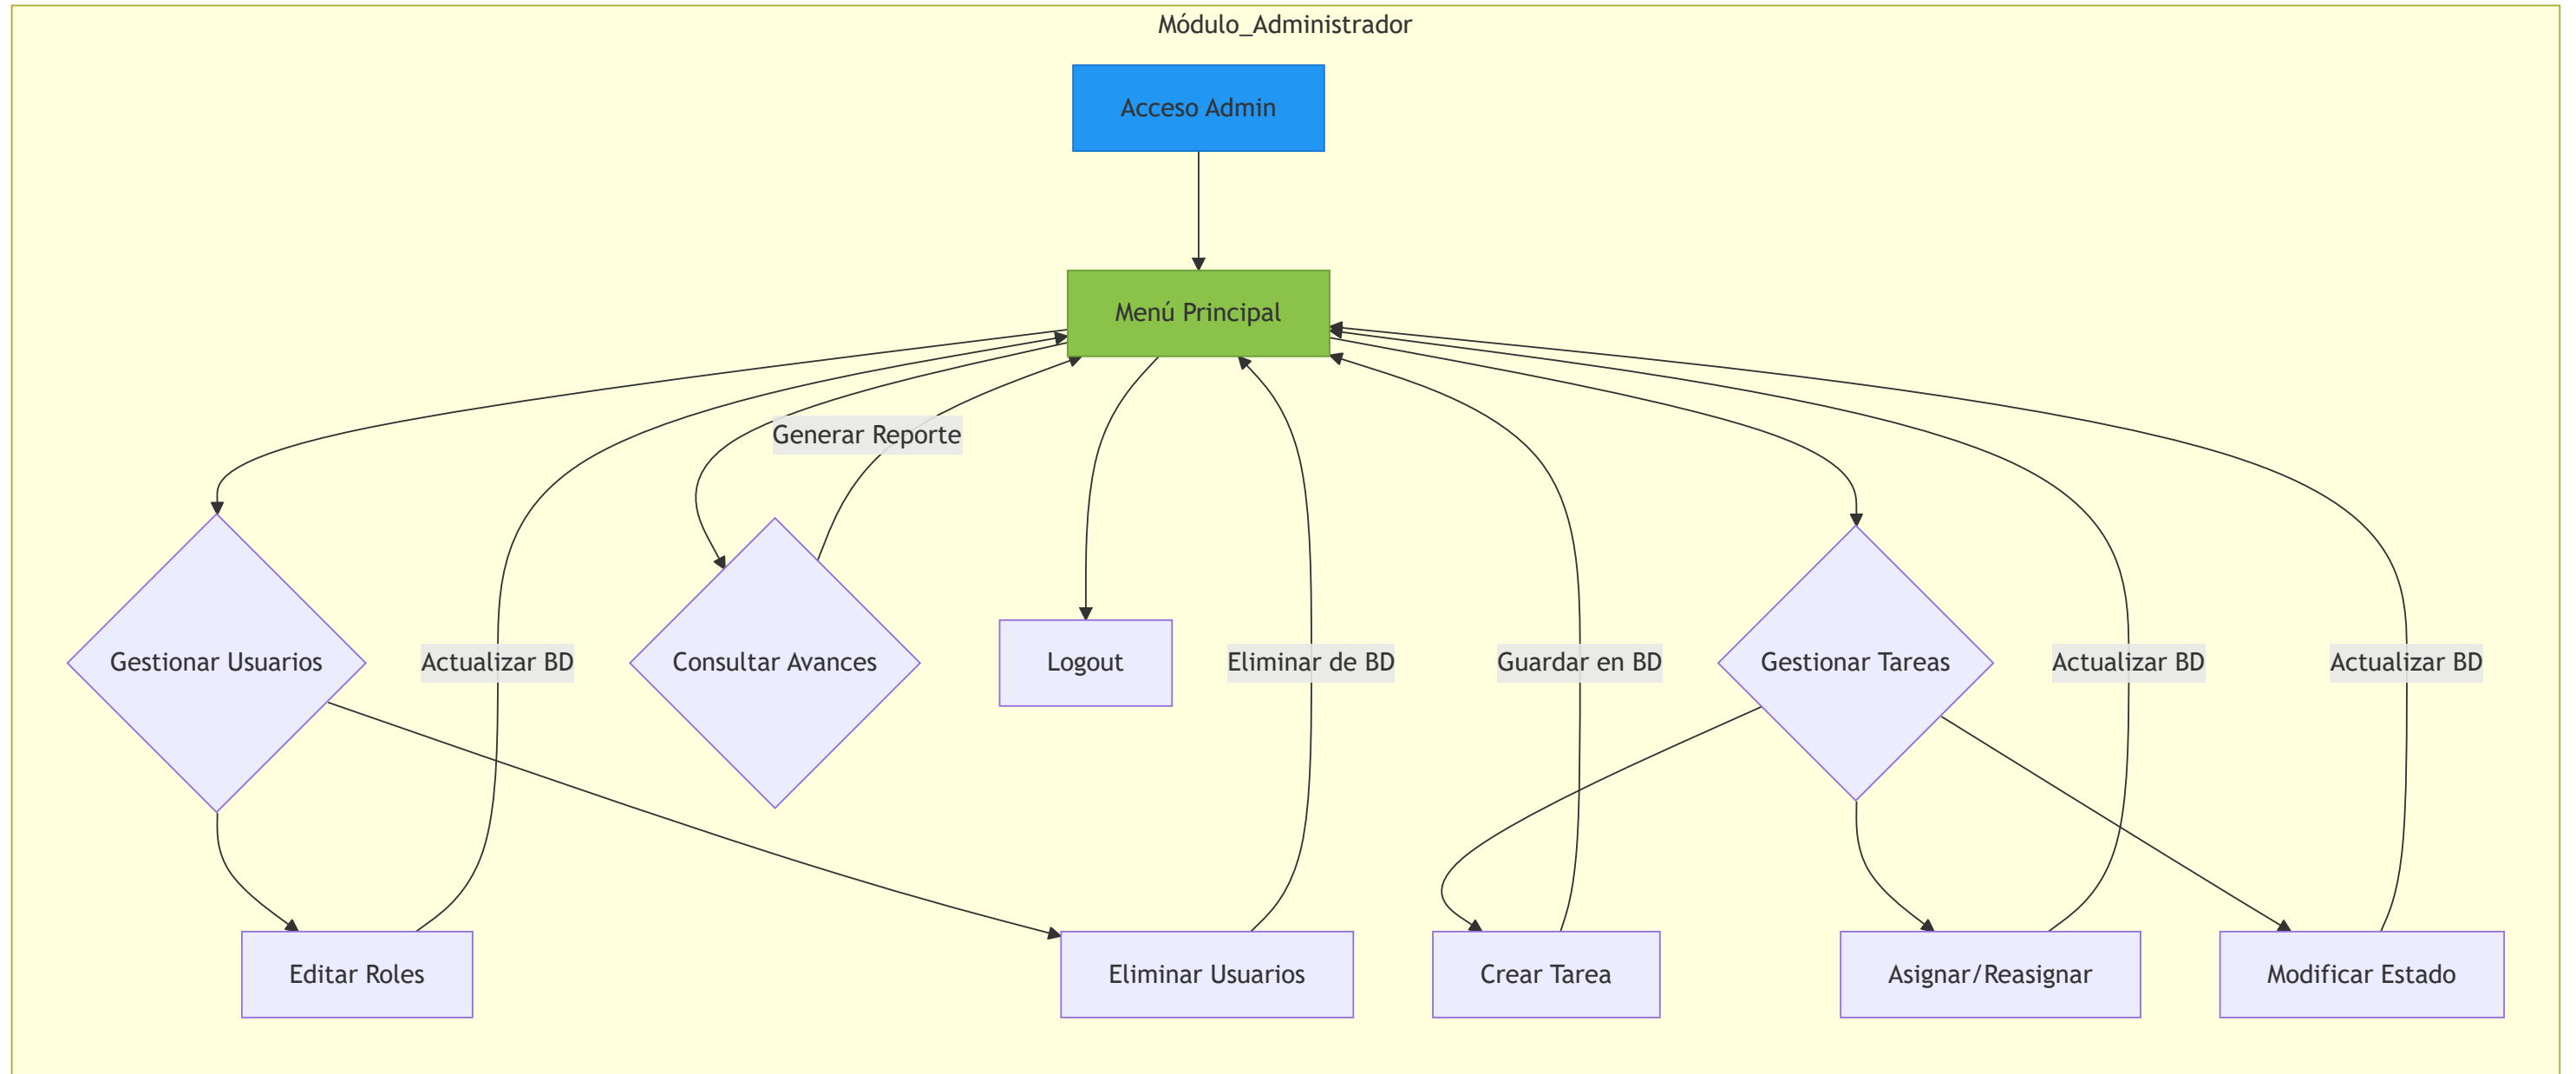 Módulo_Administrador
Acceso Admin
Menú Principal
Generar Reporte
Gestionar Usuarios
Actualizar BD
Consultar Avances
Logout
Eliminar de BD
Guardar en BD
Gestionar Tareas
Actualizar BD
Actualizar BD
Editar Roles
Eliminar Usuarios
Crear Tarea
Asignar/Reasignar
Modificar Estado